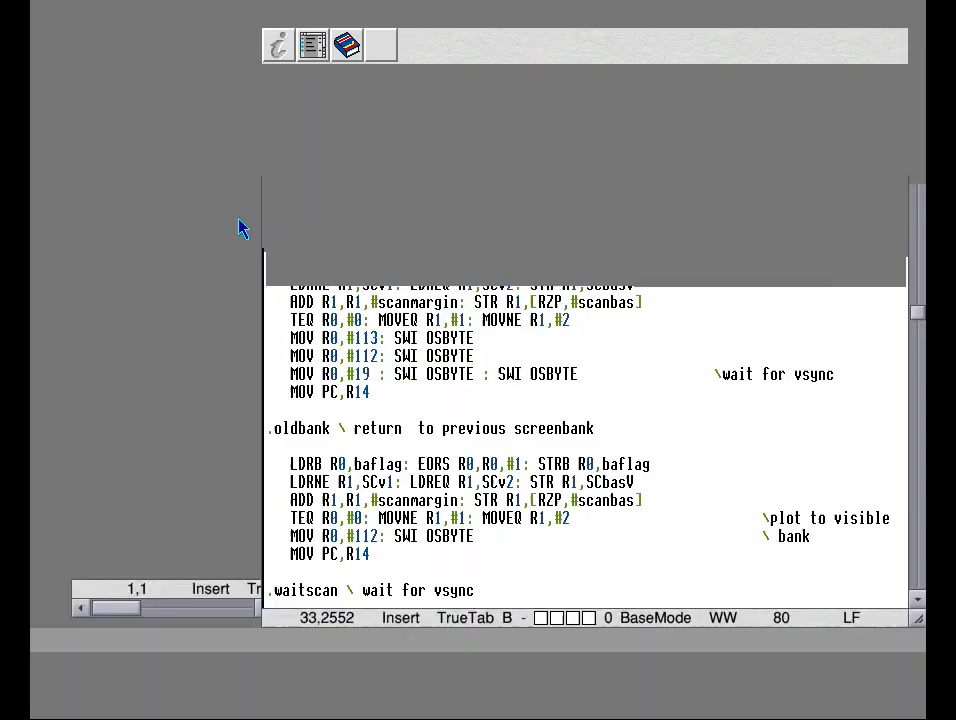 ADD R1,R1,#scanmargin: STR R1,[RZP,#scanbas]
TEQ R0,#0: MOVEQ R1,#1: MOVNE R1,#2
MOV R0,#113: SWI OSBYTE
MOV R0,#112: SWI OSBYTE
MOV R0,#19 : SWI OSBYTE : SWI OSBYTE \wait for vsync
MOV PC,R14
.oldbank \ return  to previous screenbank
LDRB R0,baflag: EORS R0,R0,#1: STRB R0,baflag
LDRNE R1,SCv1: LDREQ R1,SCv2: STR R1,SCbasV
ADD R1,R1,#scanmargin: STR R1,[RZP,#scanbas]
TEQ R0,#0: MOVNE R1,#1: MOVEQ R1,#2 \plot to visible
MOV R0,#112: SWI OSBYTE \ bank
MOV PC,R14
.waitscan \ wait for vsync
1,1 Insert Tr
33,2552 Insert TrueTab B - 0 BaseMode WW 80 LF